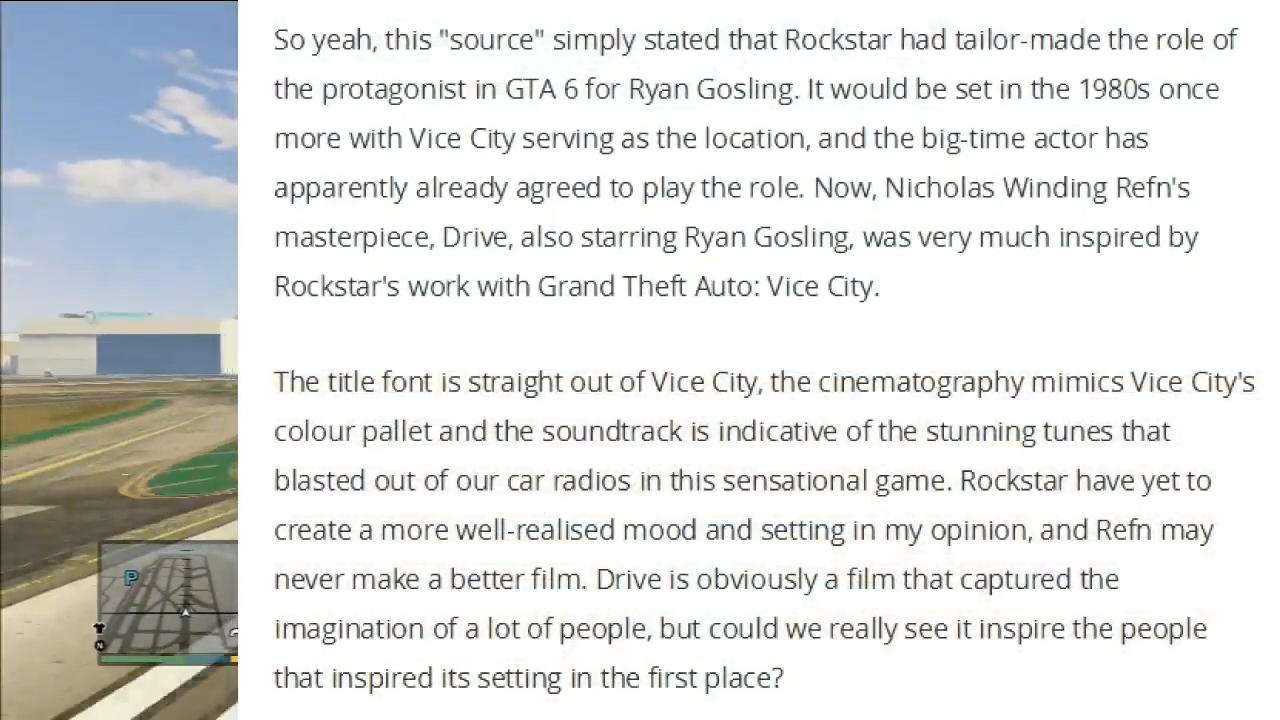 So yeah, this "source" simply stated that Rockstar had tailor-made the role of
the protagonist in GTA 6 for Ryan Gosling. It would be set in the 1980s once
more with Vice City serving as the location, and the big-time actor has
apparently already agreed to play the role. Now, Nicholas Winding Refn's
masterpiece, Drive, also starring Ryan Gosling, was very much inspired by
Rockstar's work with Grand Theft Auto: Vice City.
The title font is straight out of Vice City, the cinematography mimics Vice City's
colour pallet and the soundtrack is indicative of the stunning tunes that
blasted out of our car radios in this sensational game. Rockstar have yet to
create a more well-realised mood and setting in my opinion, and Refn may
never make a better film. Drive is obviously a film that captured the
imagination of a lot of people, but could we really see it inspire the people
that inspired its setting in the first place?
P
N